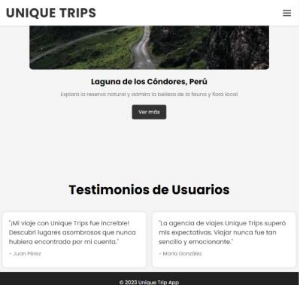 UNIQUE TRIPS
Laguna de los Cóndores, Perú
Explora la reserva natural y admira la belleza de la fauna y flora local
Ver más
Testimonios de Usuarios
"¡Mi viaje con Unique Trips fue increíble!
Descubrí lugares asombrosos que nunca
hubiera encontrado por mi cuenta."
- Juan Pérez
"La agencia de viajes Unique Trips superó
mis expectativas. Viajar nunca fue tan
sencillo y emocionante."
- María González
© 2023 Unique Trip App